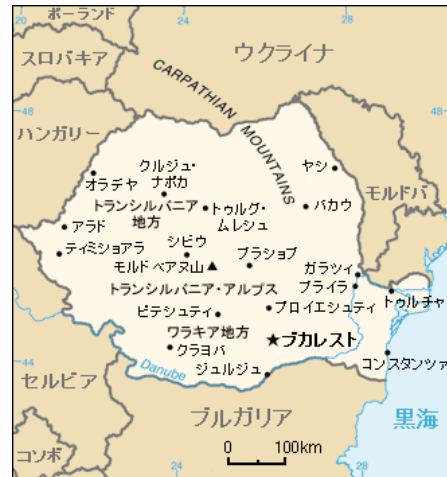 20
ポーランド
24
28
スロバキア
ウクライナ
CARPATHIAN
MOUNTAINS
48
48
ハンガリー
クルジュ・
ナポカ
オラデヤ
ヤシ
トランシルバニア
地方
トゥルグ・
ムレシュ
バカウ
モルドバ
アラド
ティミショアラ
シビウ
モルドベアヌ山
ブラショブ
ガラツィ
トランシルバニア・アルプス
ブライラ
トゥルチャ
ピテシュティ
プロイエシュティ
ワラキア地方
ブカレスト
クラヨバ
コンスタンツァ
44
44
Danube
ジュルジュ
セルビア
ブルガリア
黒海
コソボ
0 100km
24
28